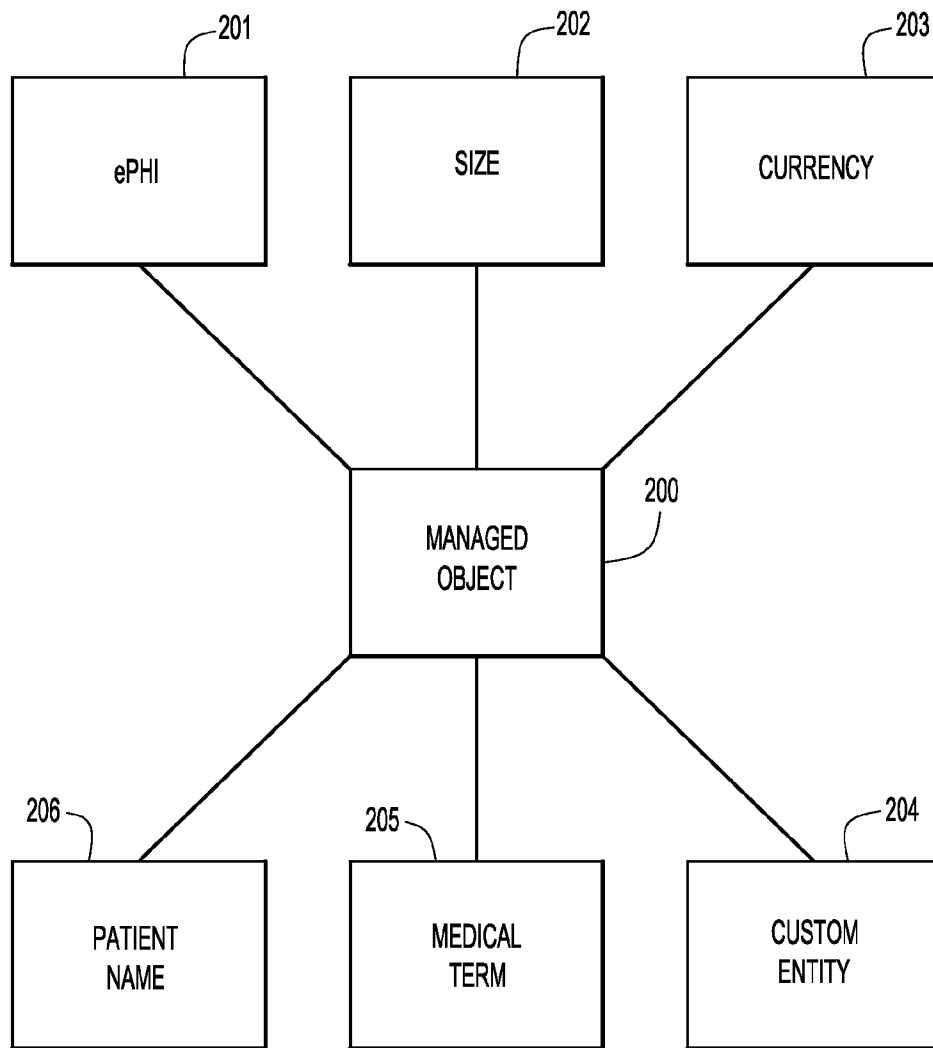 201
202
203
ePHI
SIZE
CURRENCY
200
MANAGED
OBJECT
206
205
204
PATIENT
NAME
MEDICAL
TERM
CUSTOM
ENTITY